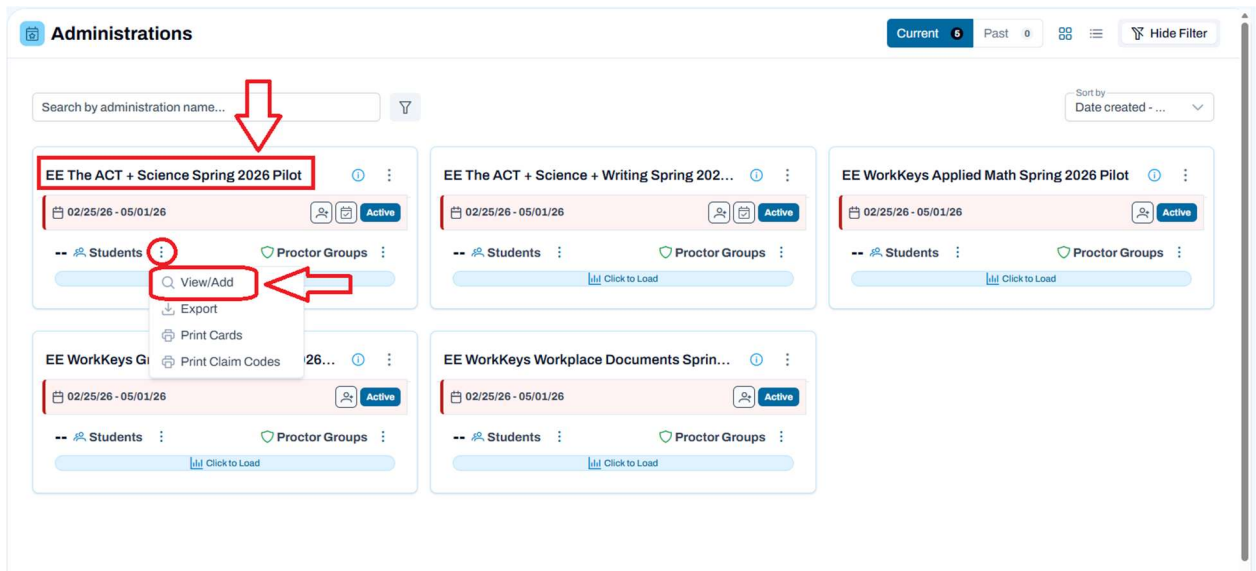 Administrations
Current 5 Past 0 Hide Filter
Search by administration name...
Sort by
Date created - ...
EE The ACT + Science Spring 2026 Pilot
02/25/26 - 05/01/26 Active
-- Students Proctor Groups
View/Add
Export
Print Cards
Print Claim Codes
EE The ACT + Science + Writing Spring 202...
02/25/26 - 05/01/26 Active
-- Students Proctor Groups
Click to Load
EE WorkKeys Applied Math Spring 2026 Pilot
02/25/26 - 05/01/26 Active
-- Students Proctor Groups
Click to Load
EE WorkKeys G 26...
02/25/26 - 05/01/26 Active
-- Students Proctor Groups
Click to Load
EE WorkKeys Workplace Documents Sprin...
02/25/26 - 05/01/26 Active
-- Students Proctor Groups
Click to Load